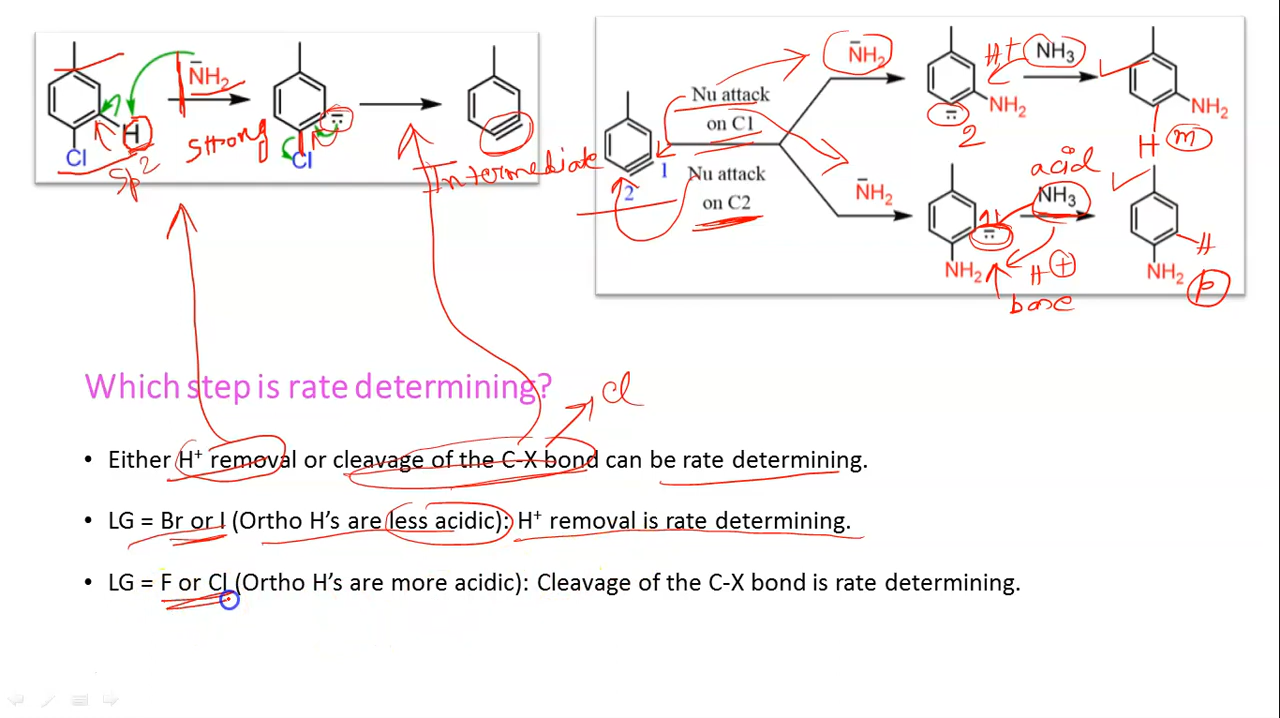 N̄H2
H
Cl
Sp2
Strong
Cl
Intermediate
Nu attack
on C1
1
2
Nu attack
on C2
N̄H2
N̄H2
H+
NH3
NH2
2
NH2
H
m
acid
NH3
NH2
H+
base
H
NH2
p
Which step is rate determining?
Cl
• Either H+ removal or cleavage of the C-X bond can be rate determining.
• LG = Br or I (Ortho H’s are less acidic): H+ removal is rate determining.
• LG = F or Cl (Ortho H’s are more acidic): Cleavage of the C-X bond is rate determining.